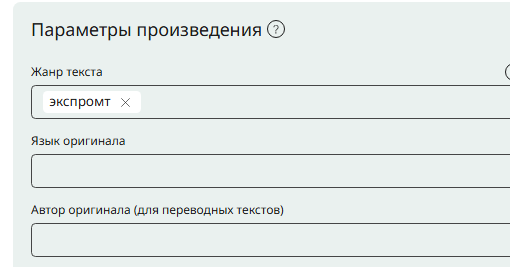 Параметры произведения ?
Жанр текста
экспромт ×
Язык оригинала
Автор оригинала (для переводных текстов)